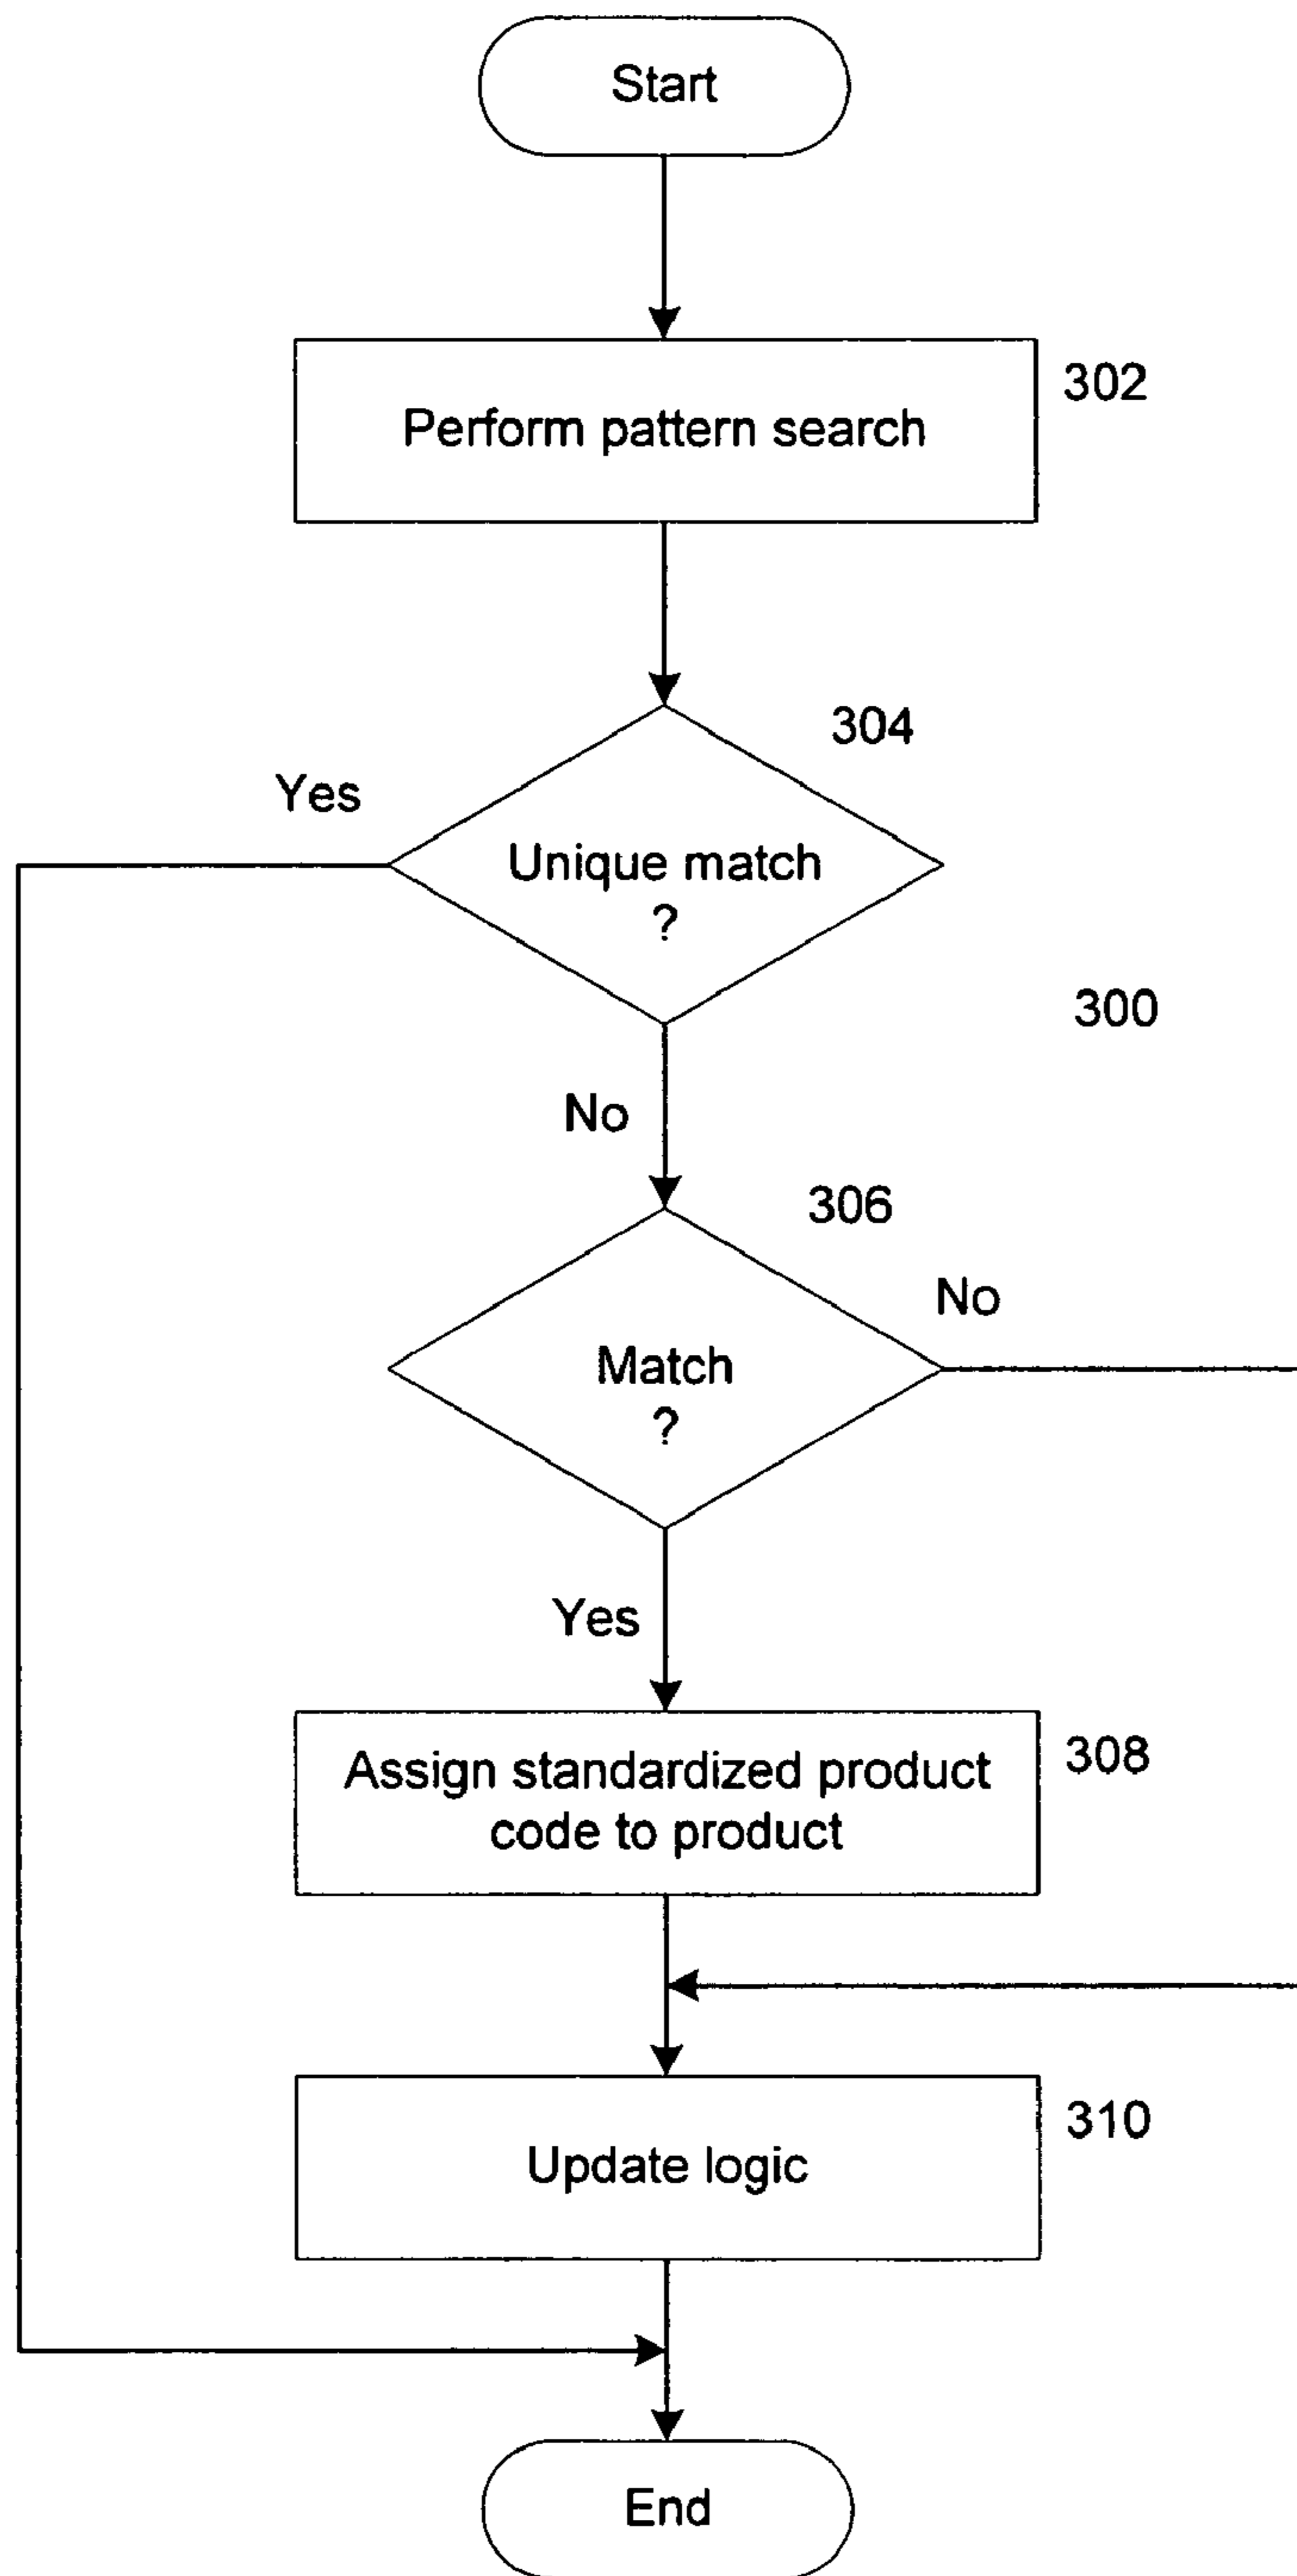 Start
302
Perform pattern search
304
Yes
Unique match
?
300
No
306
No
Match
?
Yes
308
Assign standardized product
code to product
310
Update logic
End